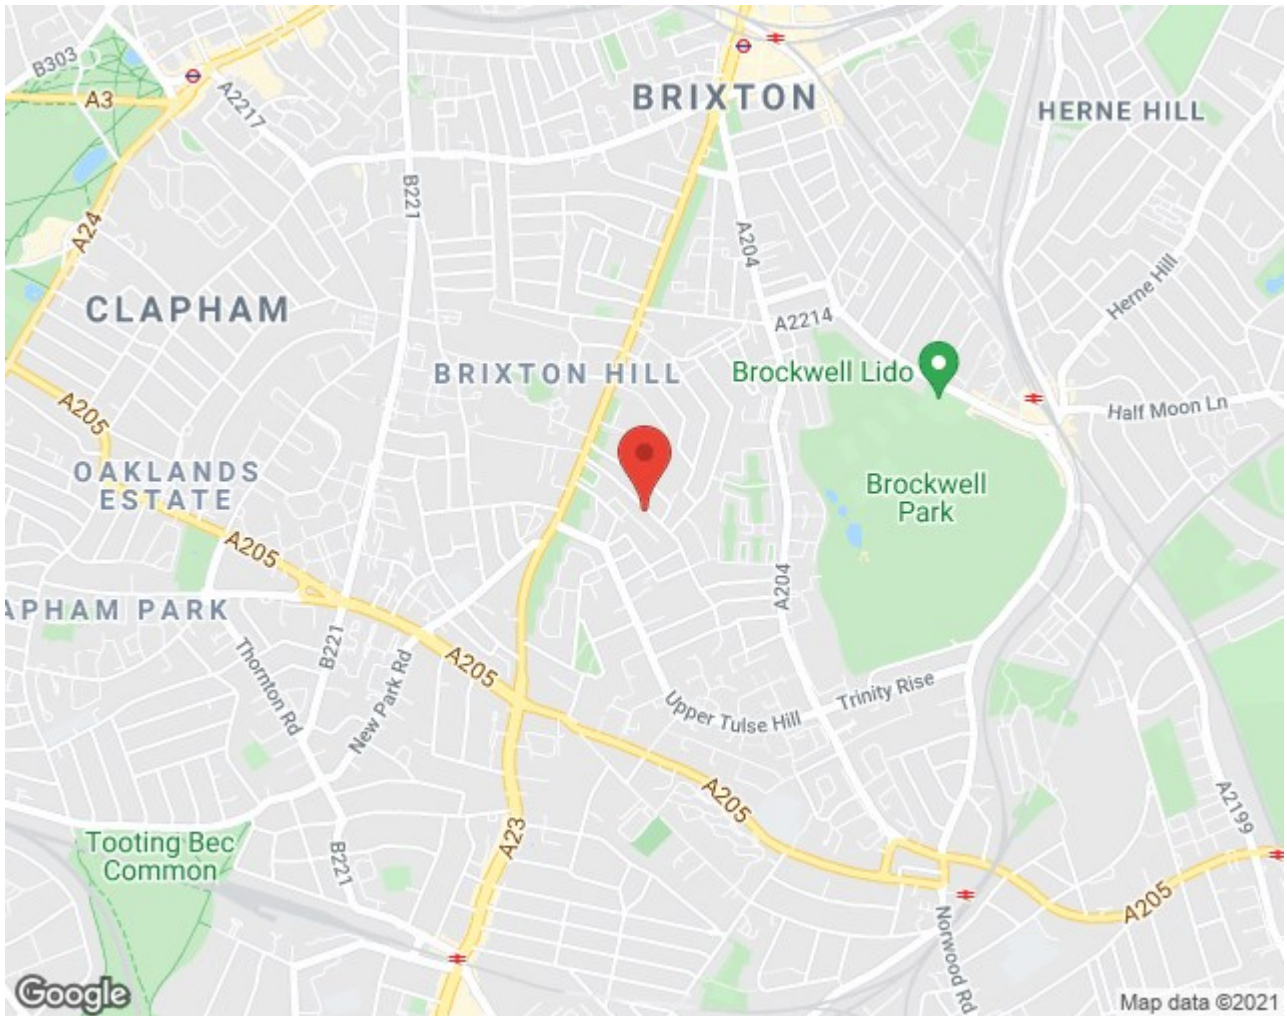 B303
A3
A2217
BRIXTON
HERNE HILL
B221
A24
A204
Herne Hill
CLAPHAM
A2214
BRIXTON HILL
Brockwell Lido
A205
Half Moon Ln
OAKLANDS
ESTATE
Brockwell
Park
A205
A204
APHAM PARK
B221
Thornton Rd
New Park Rd
A205
Trinity Rise
Upper Tulse Hill
A205
A2199
A23
Tooting Bec
Common
B221
A205
Norwood Rd
Google
Map data ©2021